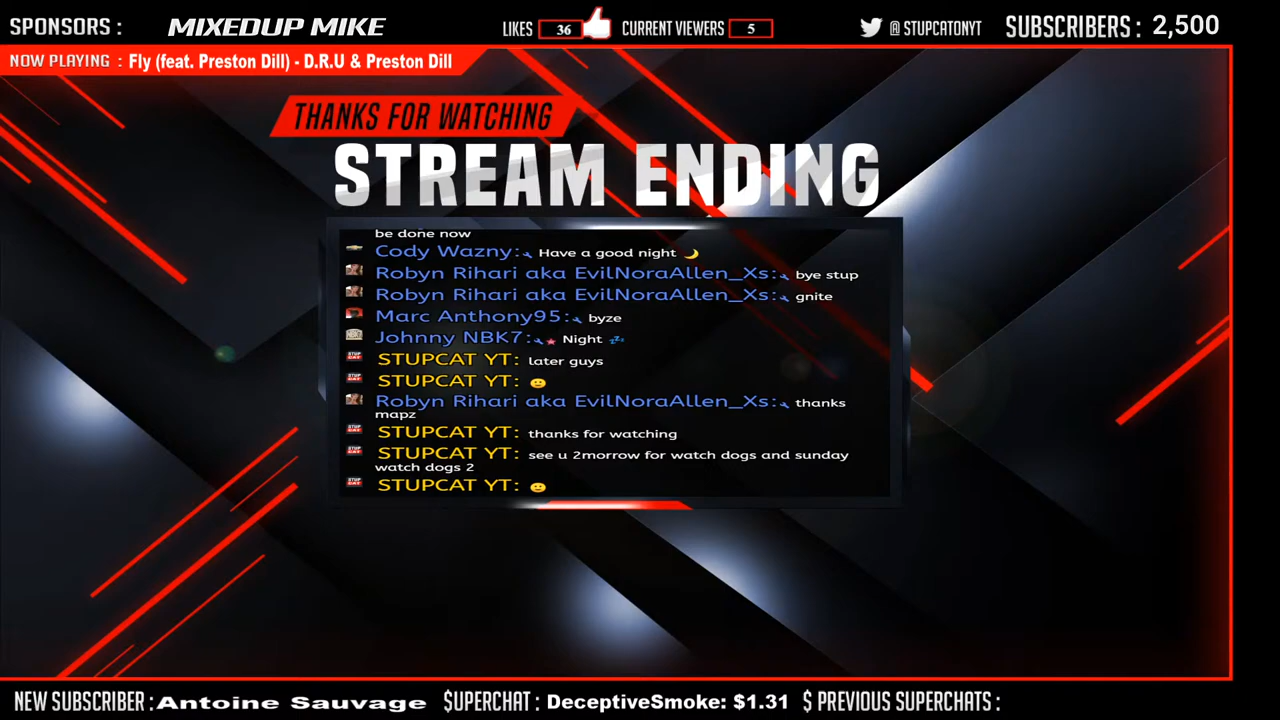 SPONSORS : MIXEDUP MIKE LIKES 36 CURRENT VIEWERS 5 @ STUPCATONYT SUBSCRIBERS : 2,500
NOW PLAYING : Fly (feat. Preston Dill) - D.R.U & Preston Dill
THANKS FOR WATCHING
STREAM ENDING
be done now
Cody Wazny: Have a good night 🌙
Robyn Rihari aka EvilNoraAllen_Xs: bye stup
Robyn Rihari aka EvilNoraAllen_Xs: gnite
Marc Anthony95: byze
Johnny NBK7: Night 💤
STUPCAT YT: later guys
STUPCAT YT: 🙂
Robyn Rihari aka EvilNoraAllen_Xs: thanks
mapz
STUPCAT YT: thanks for watching
STUPCAT YT: see u 2morrow for watch dogs and sunday
watch dogs 2
STUPCAT YT: 🙂
NEW SUBSCRIBER : Antoine Sauvage $UPERCHAT : DeceptiveSmoke: $1.31 $ PREVIOUS SUPERCHATS :